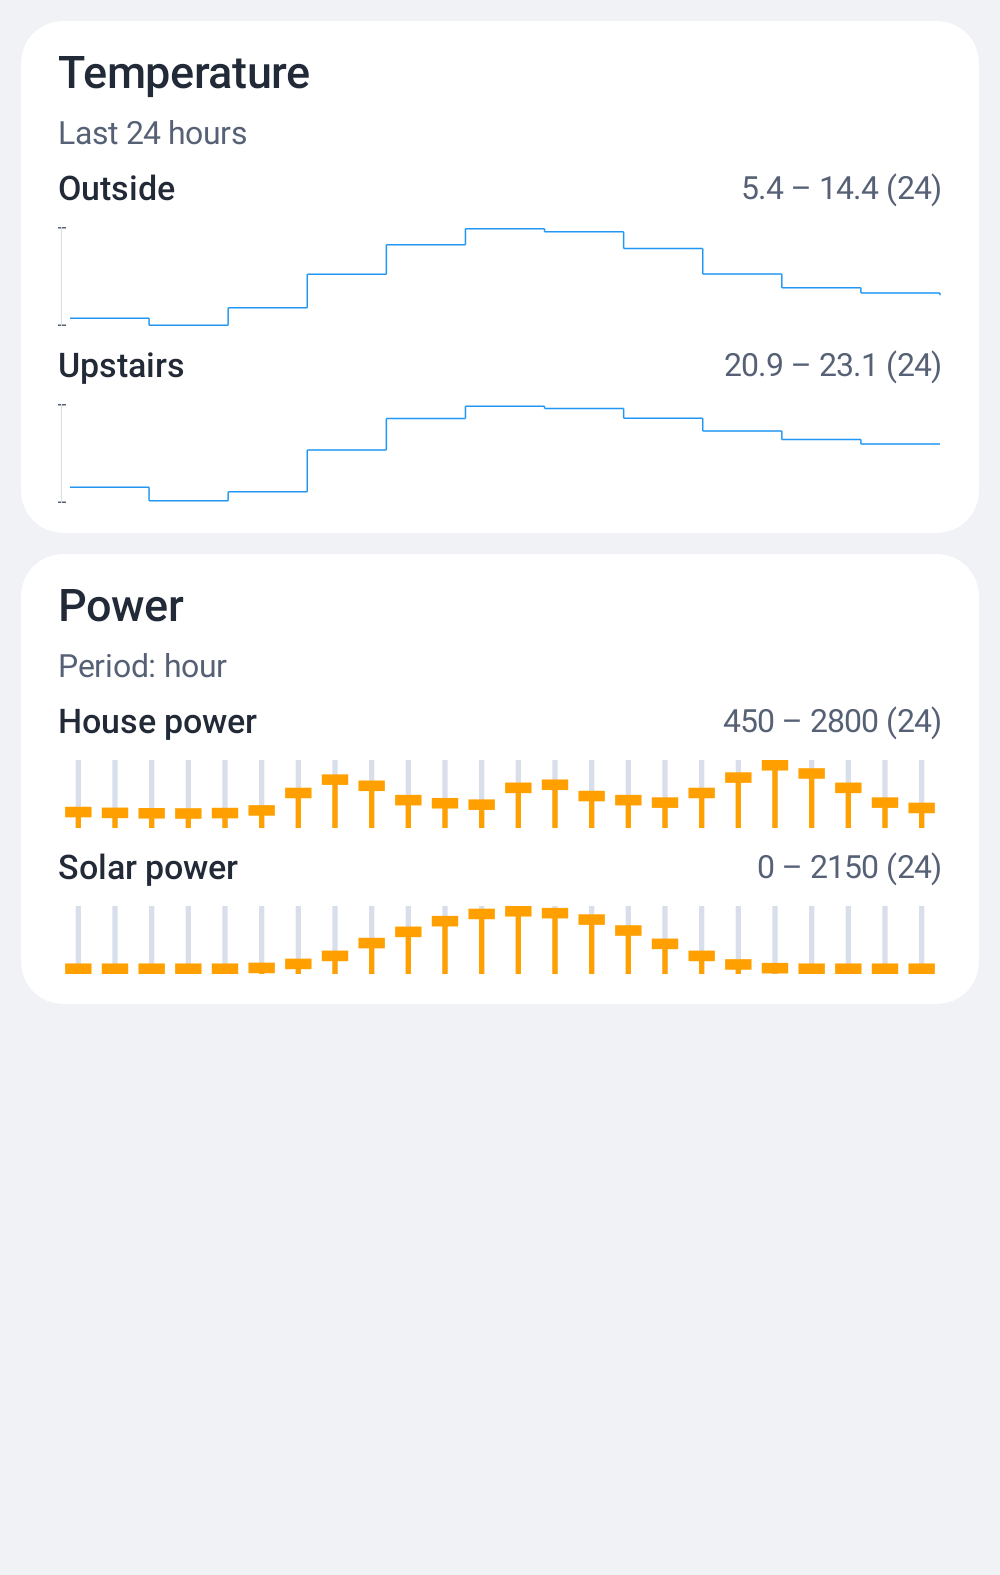 Temperature
Last 24 hours
Outside 5.4 – 14.4 (24)
Upstairs 20.9 – 23.1 (24)
Power
Period: hour
House power 450 – 2800 (24)
Solar power 0 – 2150 (24)